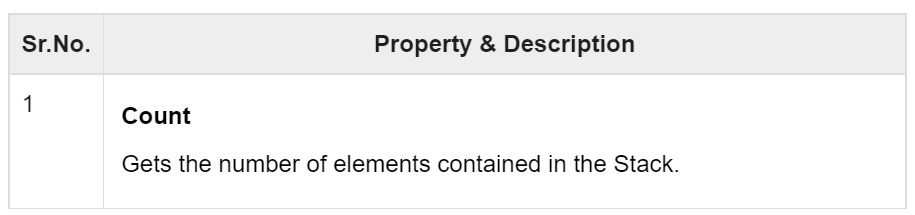 Sr.No. Property & Description
1
Count
Gets the number of elements contained in the Stack.